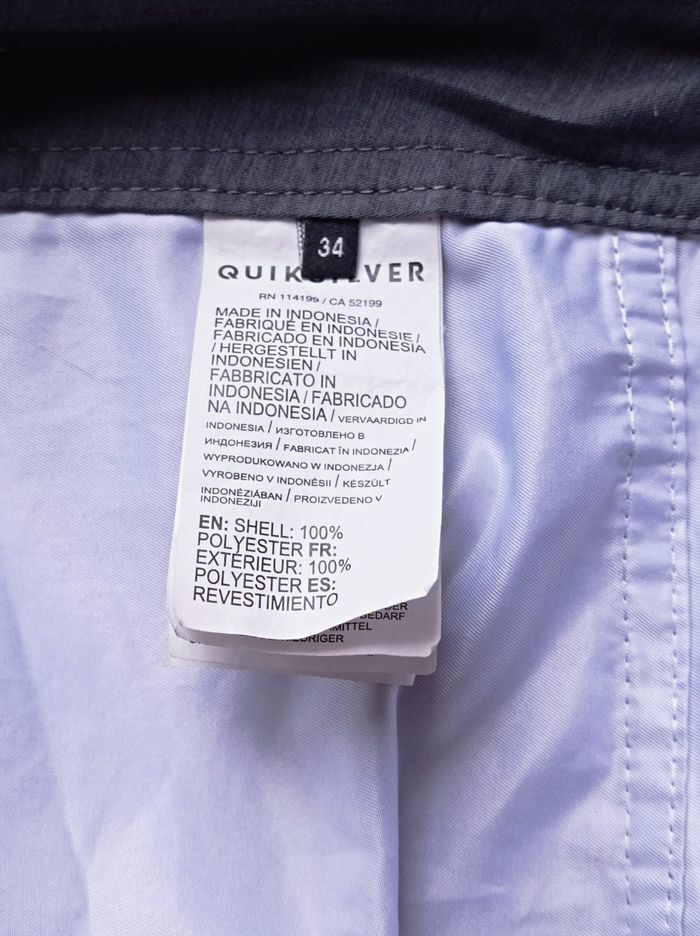 34
QUIKSILVER
RN 114199 / CA 52199
MADE IN INDONESIA /
FABRIQUÉ EN INDONESIE /
FABRICADO EN INDONESIA
/ HERGESTELLT IN
INDONESIEN /
FABBRICATO IN
INDONESIA / FABRICADO
NA INDONESIA / VERVAARDIGD IN
INDONESIA / ИЗГОТОВЛЕНО В
ИНДОНЕЗИЯ / FABRICAT ÎN INDONEZIA /
WYPRODUKOWANO W INDONEZJA /
VYROBENO V INDONÉSII / KÉSZÜLT
INDONÉZIÁBAN / PROIZVEDENO V
INDONEZIJI
EN: SHELL: 100%
POLYESTER FR:
EXTÉRIEUR: 100%
POLYESTER ES:
REVESTIMIENTO